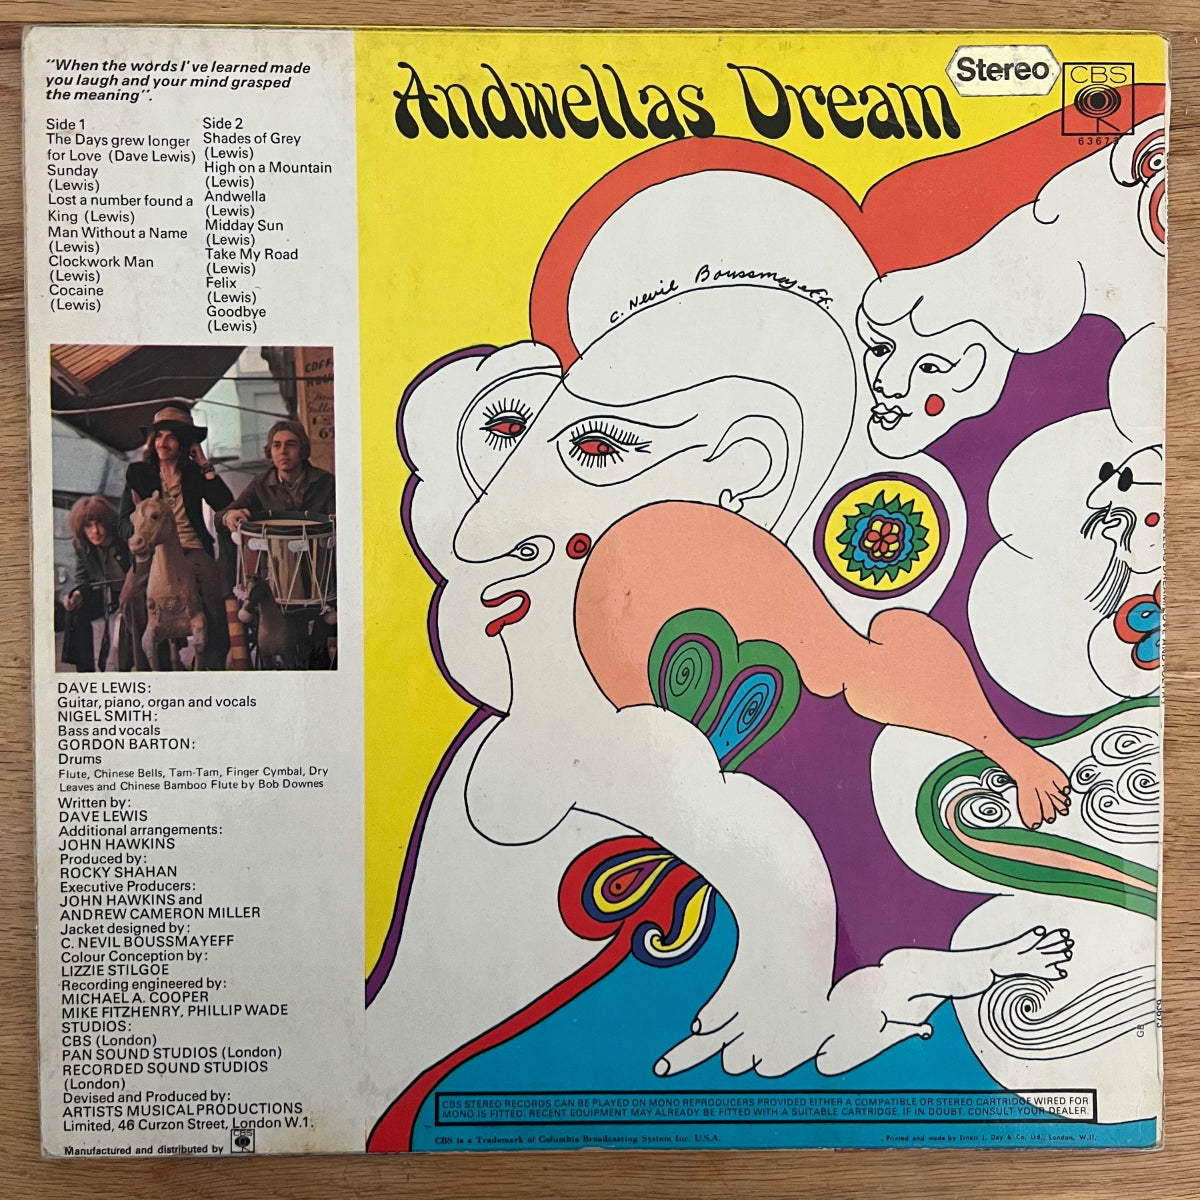 "When the words I've learned made
you laugh and your mind grasped
the meaning".
Side 1
The Days grew longer
for Love (Dave Lewis)
Sunday
(Lewis)
Lost a number found a
King (Lewis)
Man Without a Name
(Lewis)
Clockwork Man
(Lewis)
Cocaine
(Lewis)
Side 2
Shades of Grey
(Lewis)
High on a Mountain
(Lewis)
Andwella
(Lewis)
Midday Sun
(Lewis)
Take My Road
(Lewis)
Felix
(Lewis)
Goodbye
(Lewis)
DAVE LEWIS:
Guitar, piano, organ and vocals
NIGEL SMITH:
Bass and vocals
GORDON BARTON:
Drums
Flute, Chinese Bells, Tam-Tam, Finger Cymbal, Dry
Leaves and Chinese Bamboo Flute by Bob Downes
Written by:
DAVE LEWIS
Additional arrangements:
JOHN HAWKINS
Produced by:
ROCKY SHAHAN
Executive Producers:
JOHN HAWKINS and
ANDREW CAMERON MILLER
Jacket designed by:
C. NEVIL BOUSSMAYEFF
Colour Conception by:
LIZZIE STILGOE
Recording engineered by:
MICHAEL A. COOPER
MIKE FITZHENRY, PHILLIP WADE
STUDIOS:
CBS (London)
PAN SOUND STUDIOS (London)
RECORDED SOUND STUDIOS
(London)
Devised and Produced by:
ARTISTS MUSICAL PRODUCTIONS
Limited, 46 Curzon Street, London W.1.
Manufactured and distributed by
CBS
Andwellas Dream
Stereo
CBS
63673
C. Nevil Boussmayeff.
CBS STEREO RECORDS CAN BE PLAYED ON MONO REPRODUCERS PROVIDED EITHER A COMPATIBLE OR STEREO CARTRIDGE WIRED FOR
MONO IS FITTED. RECENT EQUIPMENT MAY ALREADY BE FITTED WITH A SUITABLE CARTRIDGE. IF IN DOUBT, CONSULT YOUR DEALER.
CBS is a Trademark of Columbia Broadcasting System Inc. U.S.A.
Printed and made by Ernest J. Day & Co. Ltd., London, W.11.
63673
GB